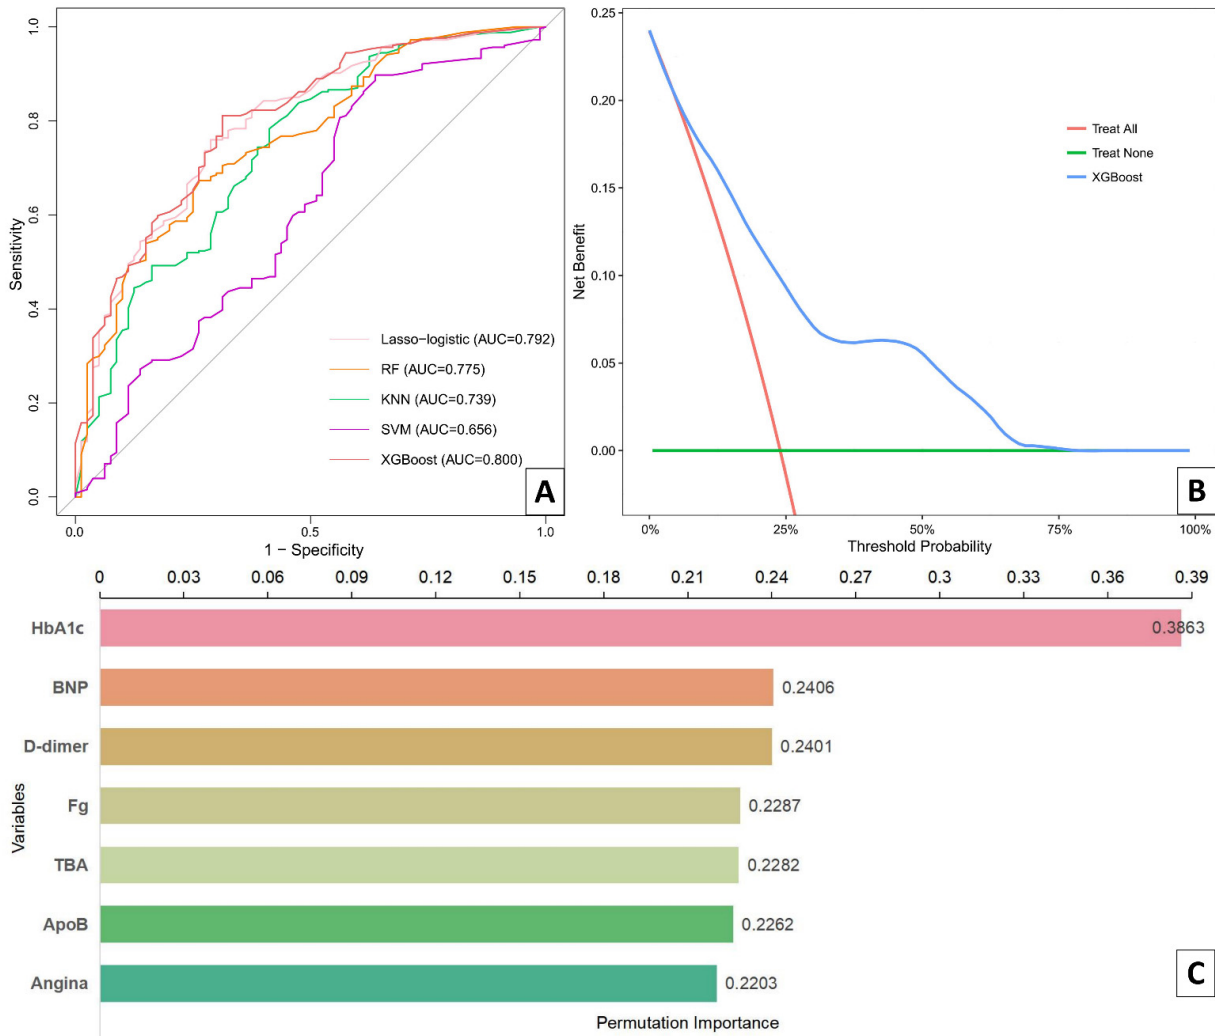 1.0
0.8
0.6
0.4
0.2
0.0
Sensitivity
Lasso−logistic (AUC=0.792)
RF (AUC=0.775)
KNN (AUC=0.739)
SVM (AUC=0.656)
XGBoost (AUC=0.800)
A
0.0
0.5
1.0
1 − Specificity
0.25
0.20
0.15
0.10
0.05
0.00
Net Benefit
Treat All
Treat None
XGBoost
B
0%
25%
50%
75%
100%
Threshold Probability
0 0.03 0.06 0.09 0.12 0.15 0.18 0.21 0.24 0.27 0.3 0.33 0.36 0.39
Variables
HbA1c 0.3863
BNP 0.2406
D-dimer 0.2401
Fg 0.2287
TBA 0.2282
ApoB 0.2262
Angina 0.2203
C
Permutation Importance